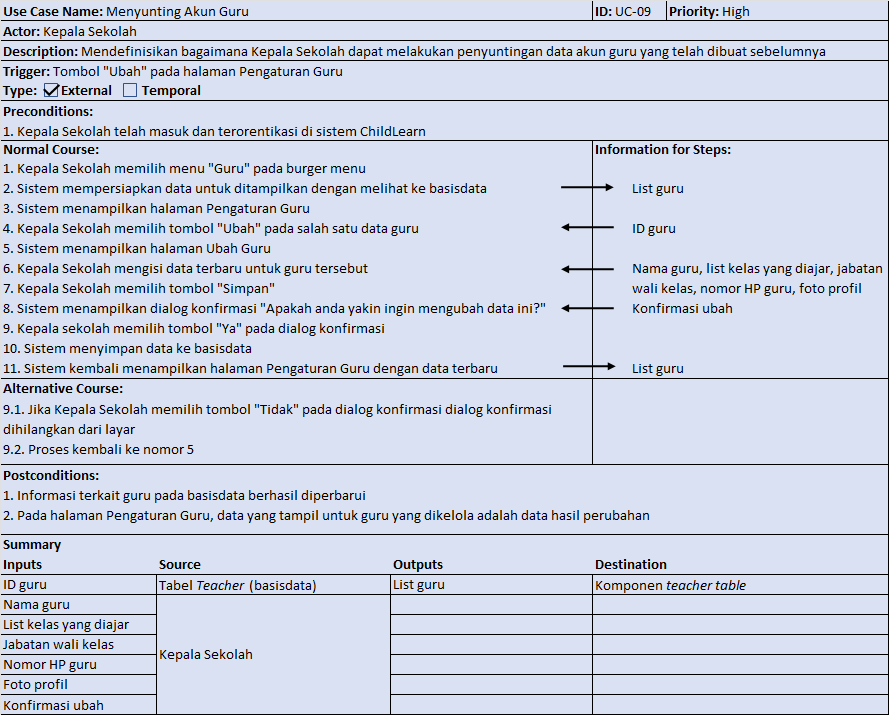 Use Case Name: Menyunting Akun Guru ID: UC-09 Priority: High
Actor: Kepala Sekolah
Description: Mendefinisikan bagaimana Kepala Sekolah dapat melakukan penyuntingan data akun guru yang telah dibuat sebelumnya
Trigger: Tombol "Ubah" pada halaman Pengaturan Guru
Type: External Temporal
Preconditions:
1. Kepala Sekolah telah masuk dan terorentikasi di sistem ChildLearn
Normal Course: Information for Steps:
1. Kepala Sekolah memilih menu "Guru" pada burger menu
2. Sistem mempersiapkan data untuk ditampilkan dengan melihat ke basisdata List guru
3. Sistem menampilkan halaman Pengaturan Guru
4. Kepala Sekolah memilih tombol "Ubah" pada salah satu data guru ID guru
5. Sistem menampilkan halaman Ubah Guru
6. Kepala Sekolah mengisi data terbaru untuk guru tersebut Nama guru, list kelas yang diajar, jabatan
7. Kepala Sekolah memilih tombol "Simpan" wali kelas, nomor HP guru, foto profil
8. Sistem menampilkan dialog konfirmasi "Apakah anda yakin ingin mengubah data ini?" Konfirmasi ubah
9. Kepala sekolah memilih tombol "Ya" pada dialog konfirmasi
10. Sistem menyimpan data ke basisdata
11. Sistem kembali menampilkan halaman Pengaturan Guru dengan data terbaru List guru
Alternative Course:
9.1. Jika Kepala Sekolah memilih tombol "Tidak" pada dialog konfirmasi dialog konfirmasi
dihilangkan dari layar
9.2. Proses kembali ke nomor 5
Postconditions:
1. Informasi terkait guru pada basisdata berhasil diperbarui
2. Pada halaman Pengaturan Guru, data yang tampil untuk guru yang dikelola adalah data hasil perubahan
Summary
Inputs Source Outputs Destination
ID guru Tabel Teacher (basisdata) List guru Komponen teacher table
Nama guru
List kelas yang diajar
Jabatan wali kelas
Kepala Sekolah
Nomor HP guru
Foto profil
Konfirmasi ubah